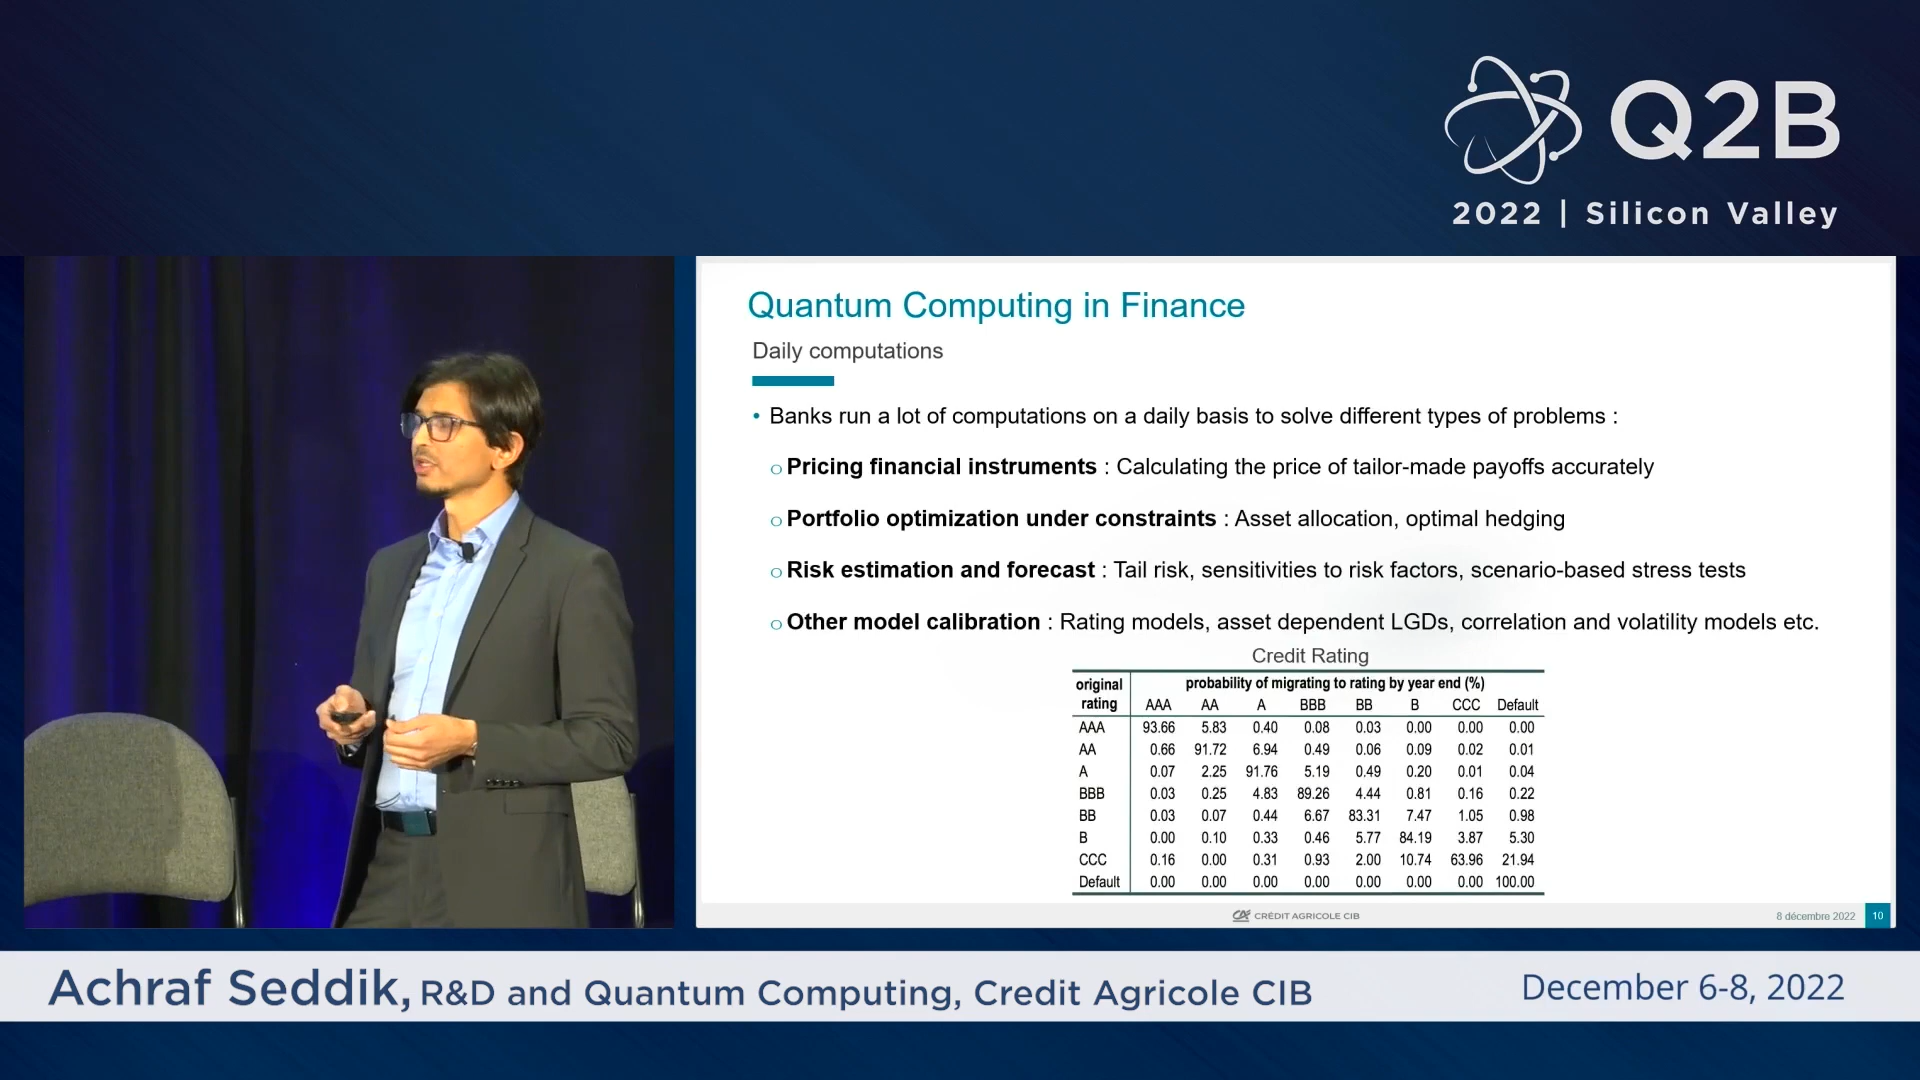 Q2B
2022 | Silicon Valley
Quantum Computing in Finance
Daily computations
• Banks run a lot of computations on a daily basis to solve different types of problems :
o Pricing financial instruments : Calculating the price of tailor-made payoffs accurately
o Portfolio optimization under constraints : Asset allocation, optimal hedging
o Risk estimation and forecast : Tail risk, sensitivities to risk factors, scenario-based stress tests
o Other model calibration : Rating models, asset dependent LGDs, correlation and volatility models etc.
Credit Rating
original rating probability of migrating to rating by year end (%)
AAA AA A BBB BB B CCC Default
AAA 93.66 5.83 0.40 0.08 0.03 0.00 0.00 0.00
AA 0.66 91.72 6.94 0.49 0.06 0.09 0.02 0.01
A 0.07 2.25 91.76 5.19 0.49 0.20 0.01 0.04
BBB 0.03 0.25 4.83 89.26 4.44 0.81 0.16 0.22
BB 0.03 0.07 0.44 6.67 83.31 7.47 1.05 0.98
B 0.00 0.10 0.33 0.46 5.77 84.19 3.87 5.30
CCC 0.16 0.00 0.31 0.93 2.00 10.74 63.96 21.94
Default 0.00 0.00 0.00 0.00 0.00 0.00 0.00 100.00
CRÉDIT AGRICOLE CIB
8 décembre 2022 10
Achraf Seddik, R&D and Quantum Computing, Credit Agricole CIB
December 6-8, 2022